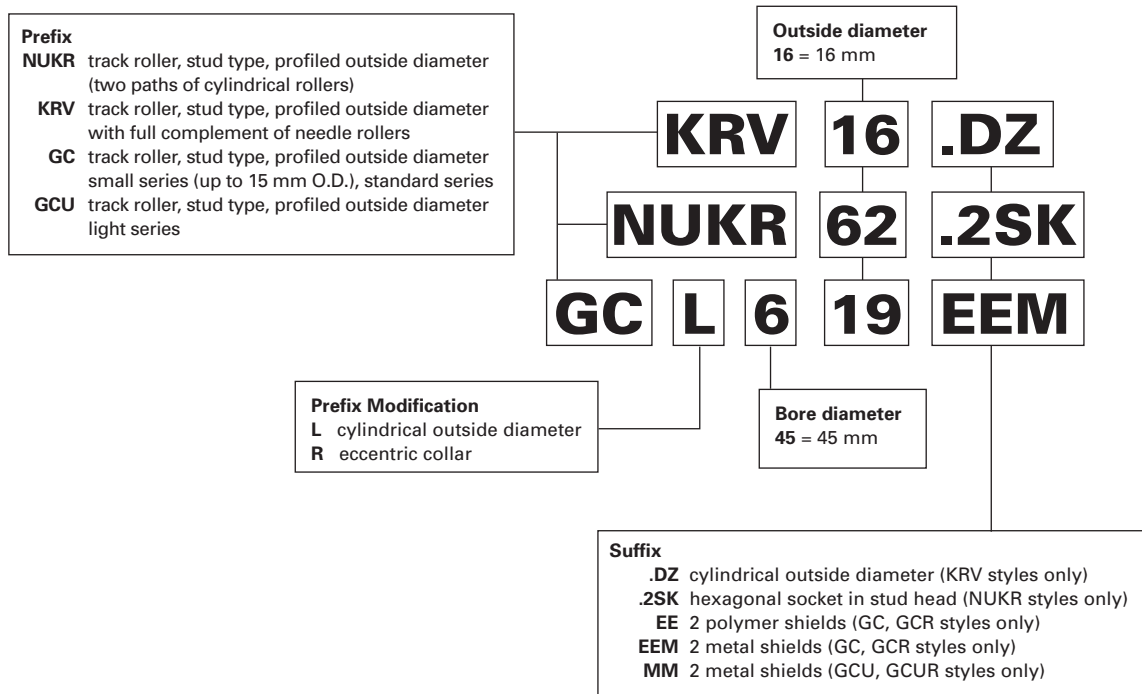 Prefix
NUKR track roller, stud type, profiled outside diameter
(two paths of cylindrical rollers)
KRV track roller, stud type, profiled outside diameter
with full complement of needle rollers
GC track roller, stud type, profiled outside diameter
small series (up to 15 mm O.D.), standard series
GCU track roller, stud type, profiled outside diameter
light series
Outside diameter
16 = 16 mm
KRV 16 .DZ
NUKR 62 .2SK
GC L 6 19 EEM
Prefix Modification
L cylindrical outside diameter
R eccentric collar
Bore diameter
45 = 45 mm
Suffix
.DZ cylindrical outside diameter (KRV styles only)
.2SK hexagonal socket in stud head (NUKR styles only)
EE 2 polymer shields (GC, GCR styles only)
EEM 2 metal shields (GC, GCR styles only)
MM 2 metal shields (GCU, GCUR styles only)